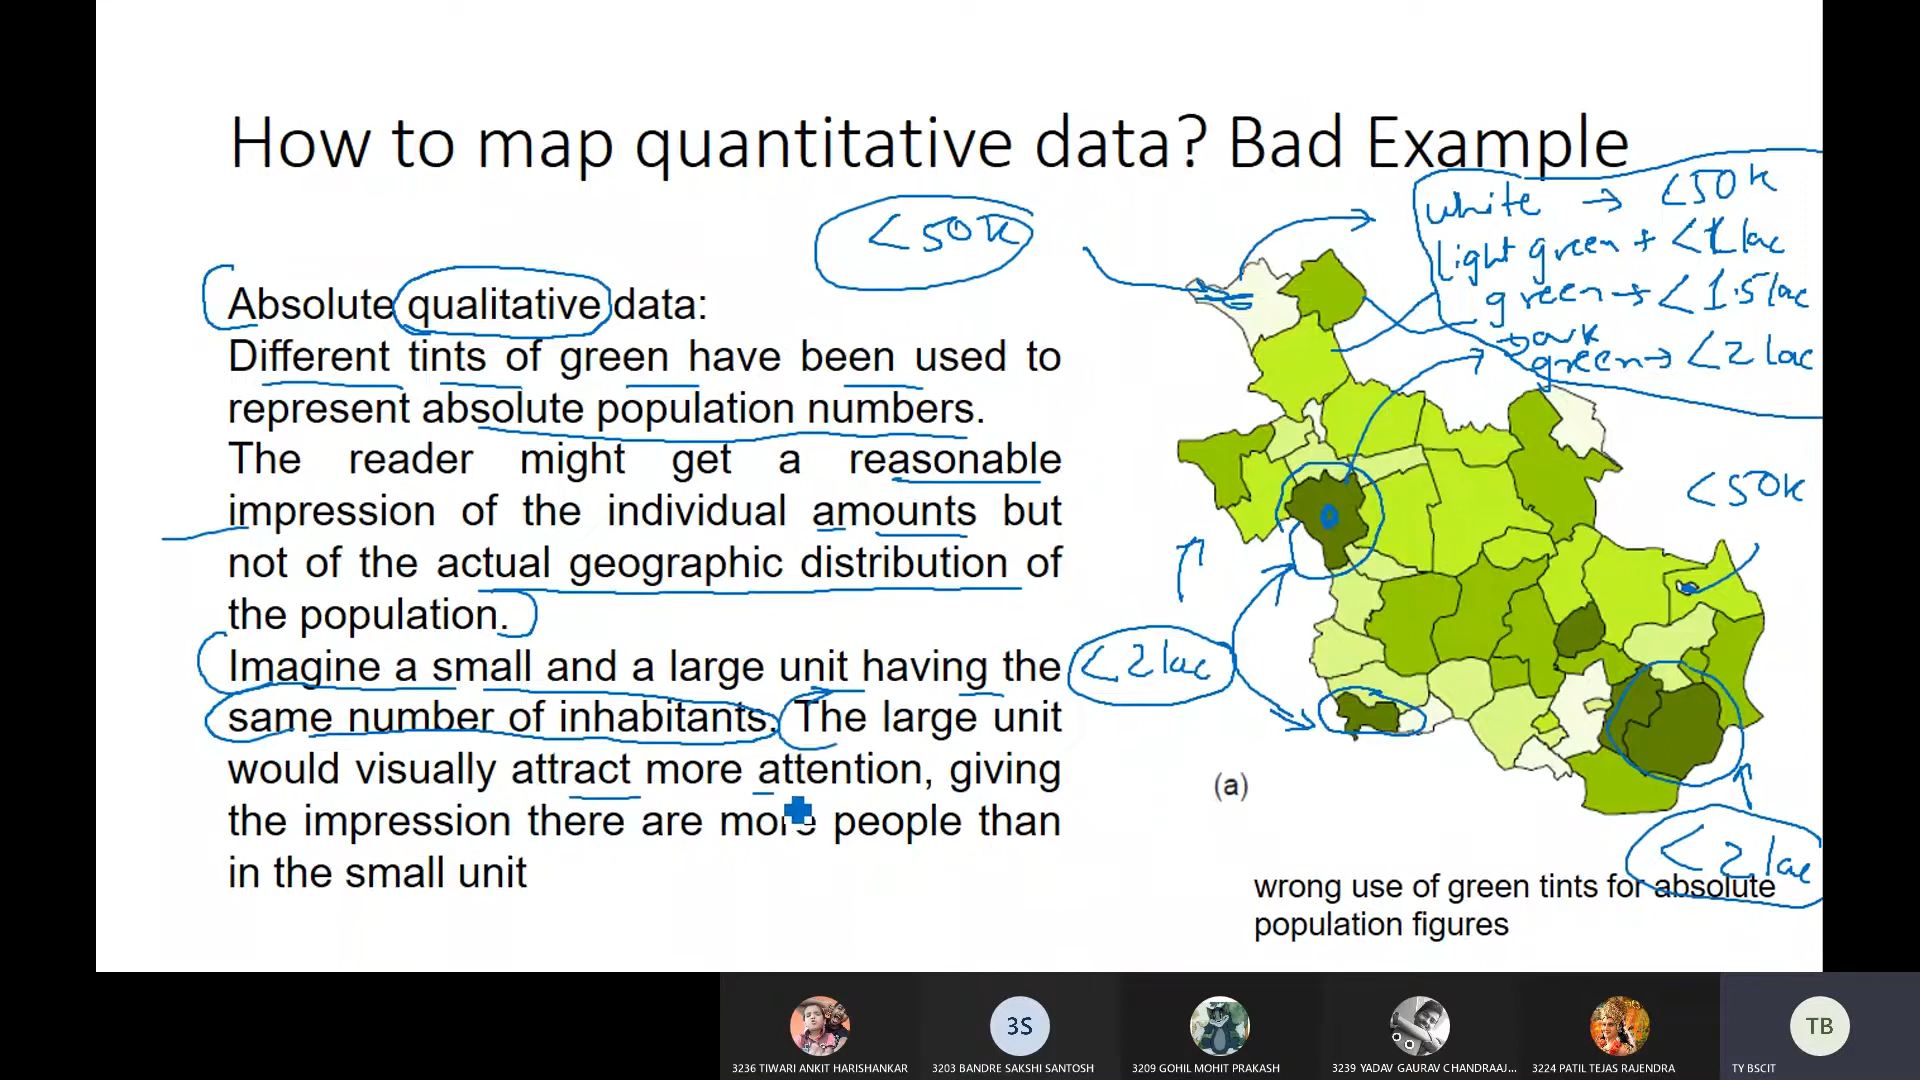 How to map quantitative data? Bad Example
<50k
white → <50k
light green → <1 lac
green → <1.5 lac
dark
green → <2 lac
Absolute qualitative data:
Different tints of green have been used to
represent absolute population numbers.
The reader might get a reasonable
impression of the individual amounts but
not of the actual geographic distribution of
the population.
Imagine a small and a large unit having the
same number of inhabitants. The large unit
would visually attract more attention, giving
the impression there are more people than
in the small unit
<50k
<2 lac
(a)
<2 lac
wrong use of green tints for absolute
population figures
3236 TIWARI ANKIT HARISHANKAR
3S
3203 BANDRE SAKSHI SANTOSH
3209 GOHIL MOHIT PRAKASH
3239 YADAV GAURAV CHANDRAAJ...
3224 PATIL TEJAS RAJENDRA
TB
TY BSCIT